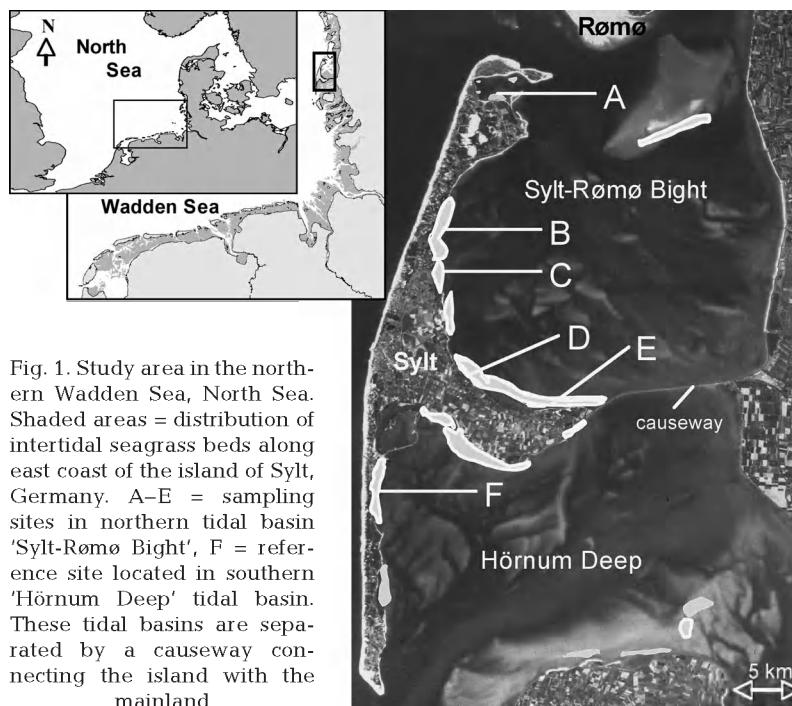 N
North
Sea
Wadden Sea
Rømø
A
Sylt-Rømø Bight
B
C
D
E
Sylt
causeway
F
Hörnum Deep
5 km
Fig. 1. Study area in the north-
ern Wadden Sea, North Sea.
Shaded areas = distribution of
intertidal seagrass beds along
east coast of the island of Sylt,
Germany. A–E = sampling
sites in northern tidal basin
'Sylt-Rømø Bight', F = refer-
ence site located in southern
'Hörnum Deep' tidal basin.
These tidal basins are sepa-
rated by a causeway con-
necting the island with the
mainland